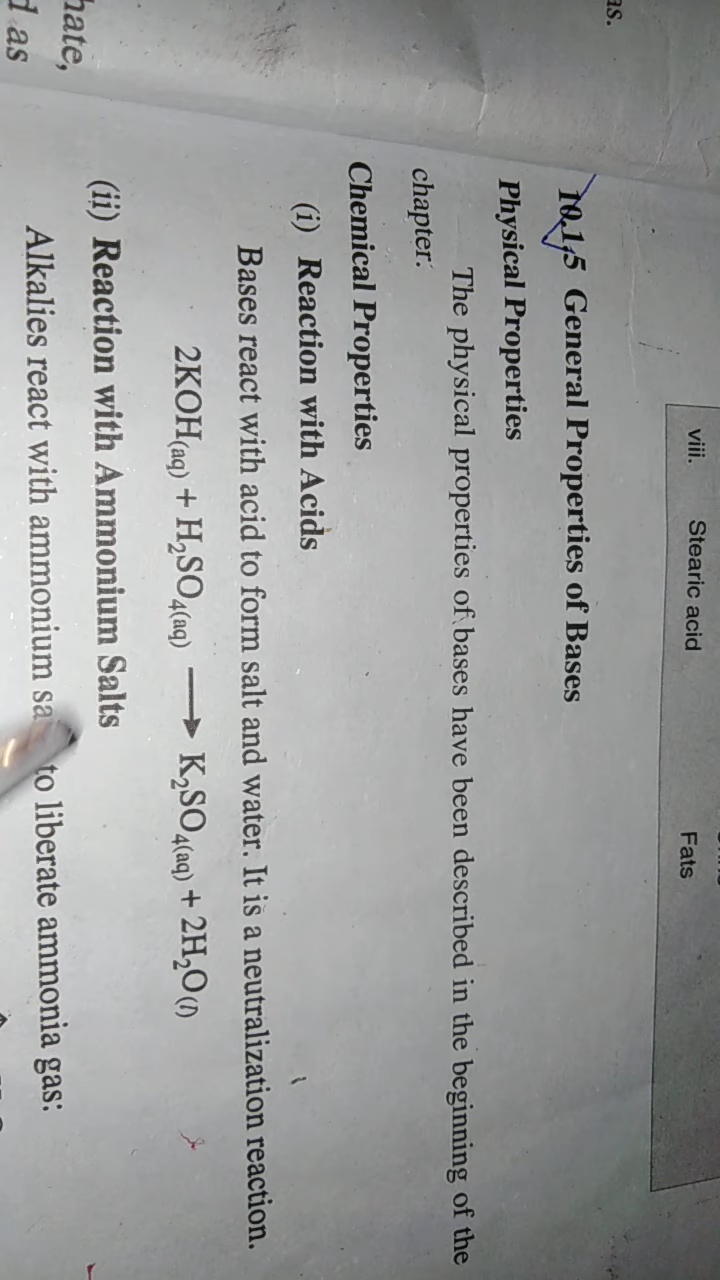 as.
viii. Stearic acid Fats
10.1.5 General Properties of Bases
Physical Properties
The physical properties of bases have been described in the beginning of the
chapter.
Chemical Properties
(i) Reaction with Acids
Bases react with acid to form salt and water. It is a neutralization reaction.
2KOH(aq) + H₂SO₄(aq) ⟶ K₂SO₄(aq) + 2H₂O(l)
(ii) Reaction with Ammonium Salts
Alkalies react with ammonium sa to liberate ammonia gas:
hate,
d as